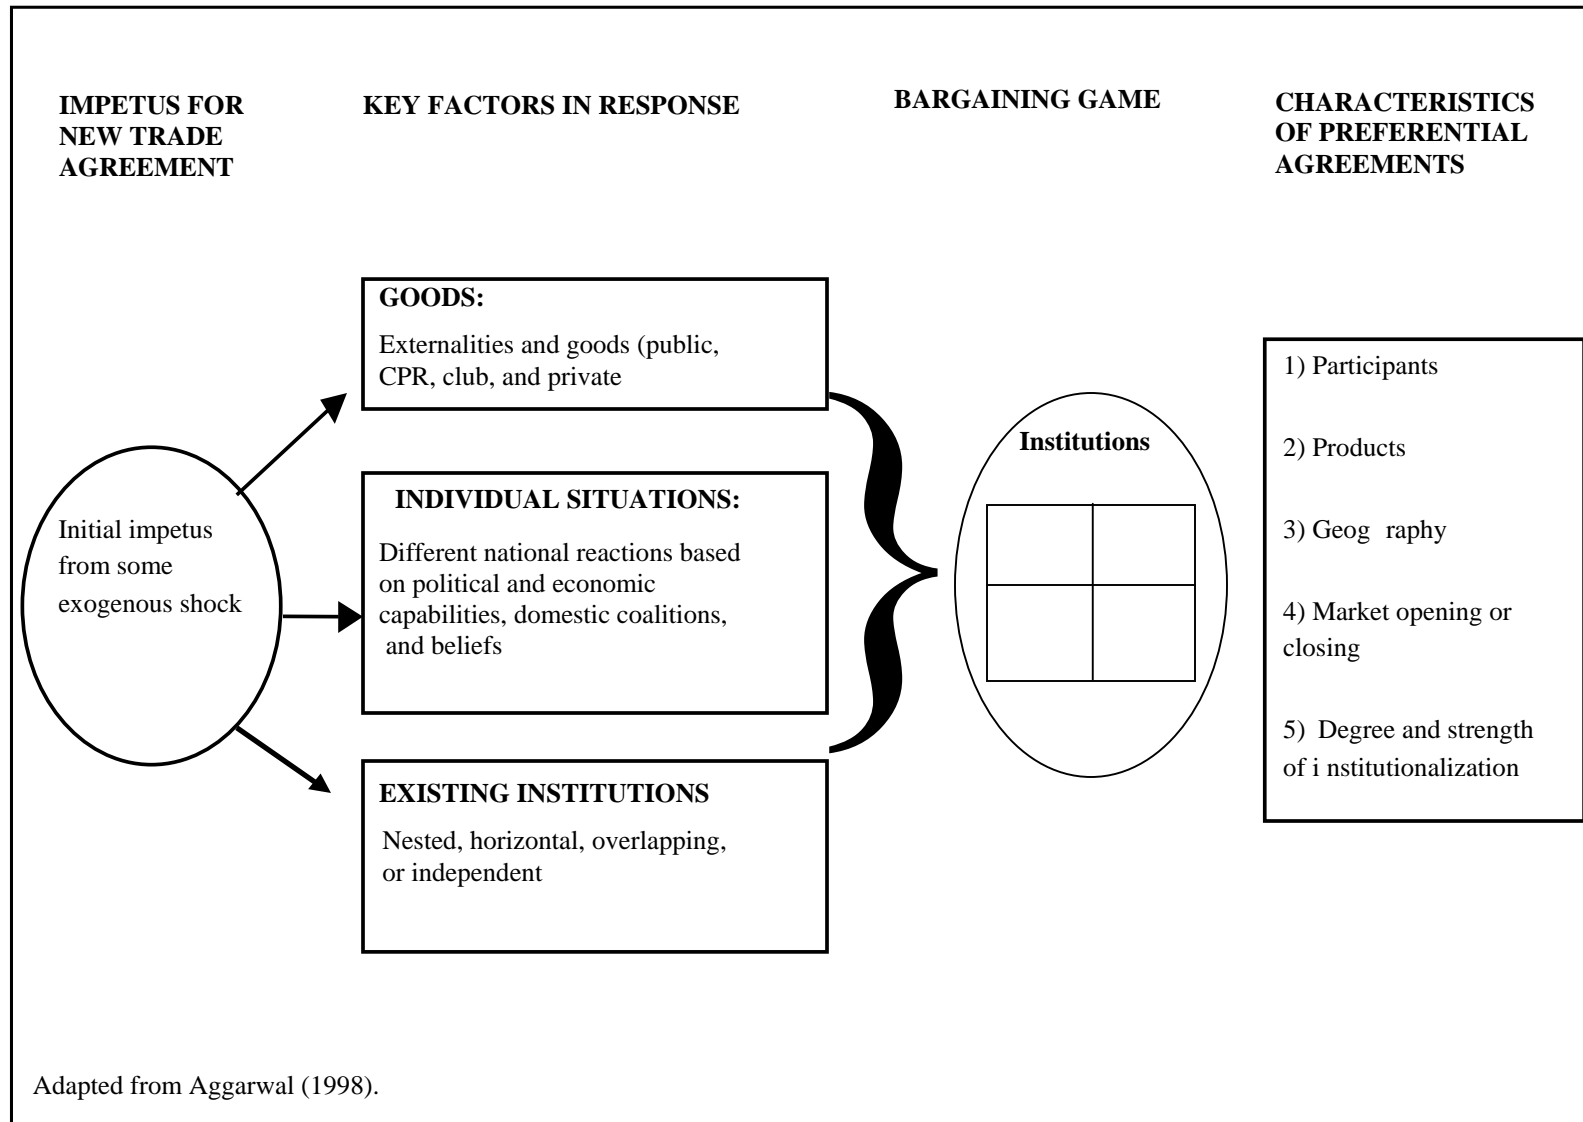 IMPETUS FOR
NEW TRADE
AGREEMENT
KEY FACTORS IN RESPONSE
BARGAINING GAME
CHARACTERISTICS
OF PREFERENTIAL
AGREEMENTS
Initial impetus
from some
exogenous shock
GOODS:
Externalities and goods (public,
CPR, club, and private
INDIVIDUAL SITUATIONS:
Different national reactions based
on political and economic
capabilities, domestic coalitions,
and beliefs
EXISTING INSTITUTIONS
Nested, horizontal, overlapping,
or independent
Institutions
1) Participants
2) Products
3) Geog raphy
4) Market opening or
closing
5) Degree and strength
of i nstitutionalization
Adapted from Aggarwal (1998).